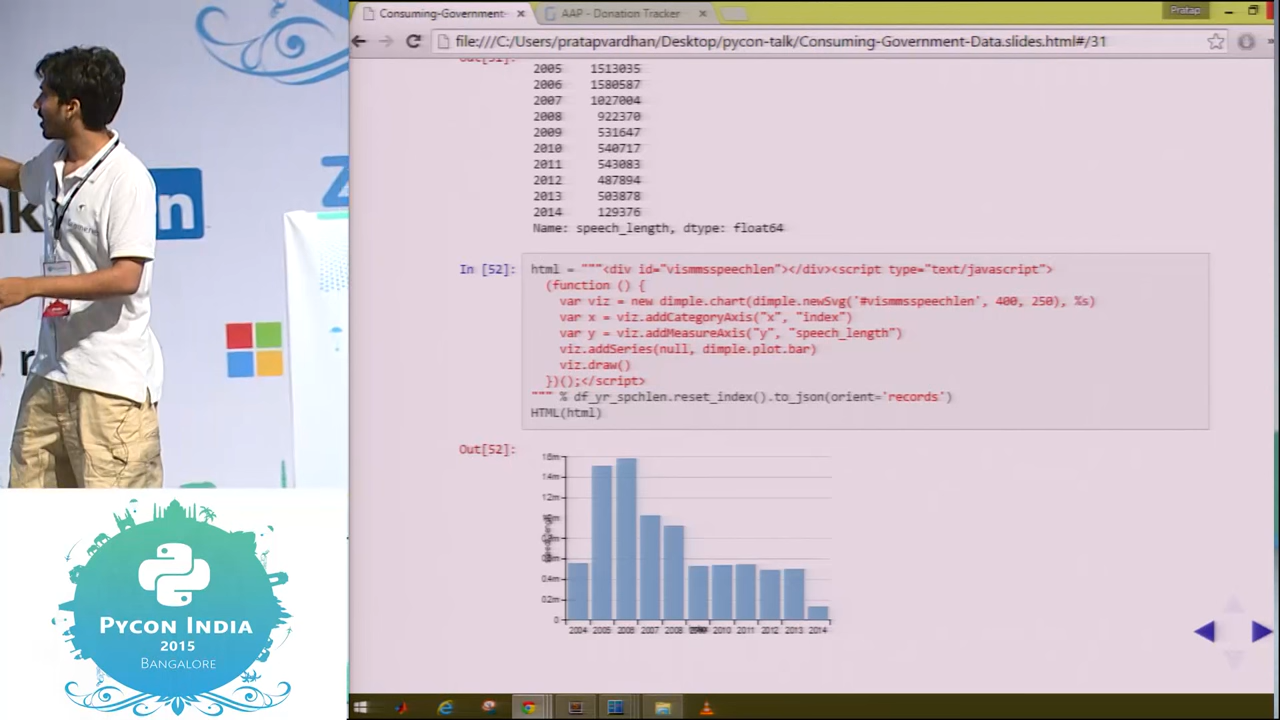 Consuming-Government-
AAP - Donation Tracker
Pratap
file:///C:/Users/pratapvardhan/Desktop/pycon-talk/Consuming-Government-Data.slides.html#/31
Out[51]:
2005 1513035
2006 1580587
2007 1027004
2008 922370
2009 531647
2010 540717
2011 543083
2012 487894
2013 503878
2014 129376
Name: speech_length, dtype: float64
In [52]:
html = """<div id="vismmsspeechlen"></div><script type="text/javascript">
(function () {
var viz = new dimple.chart(dimple.newSvg('#vismmsspeechlen', 400, 250), %s)
var x = viz.addCategoryAxis("x", "index")
var y = viz.addMeasureAxis("y", "speech_length")
viz.addSeries(null, dimple.plot.bar)
viz.draw()
})();</script>
""" % df_yr_spchlen.reset_index().to_json(orient='records')
HTML(html)
Out[52]:
1.6m
1.4m
1.2m
0.4m
0.2m
0
2004 2005 2006 2007 2008 2010 2011 2012 2013 2014
nk in
Z
r
PYCON INDIA
2015
BANGALORE